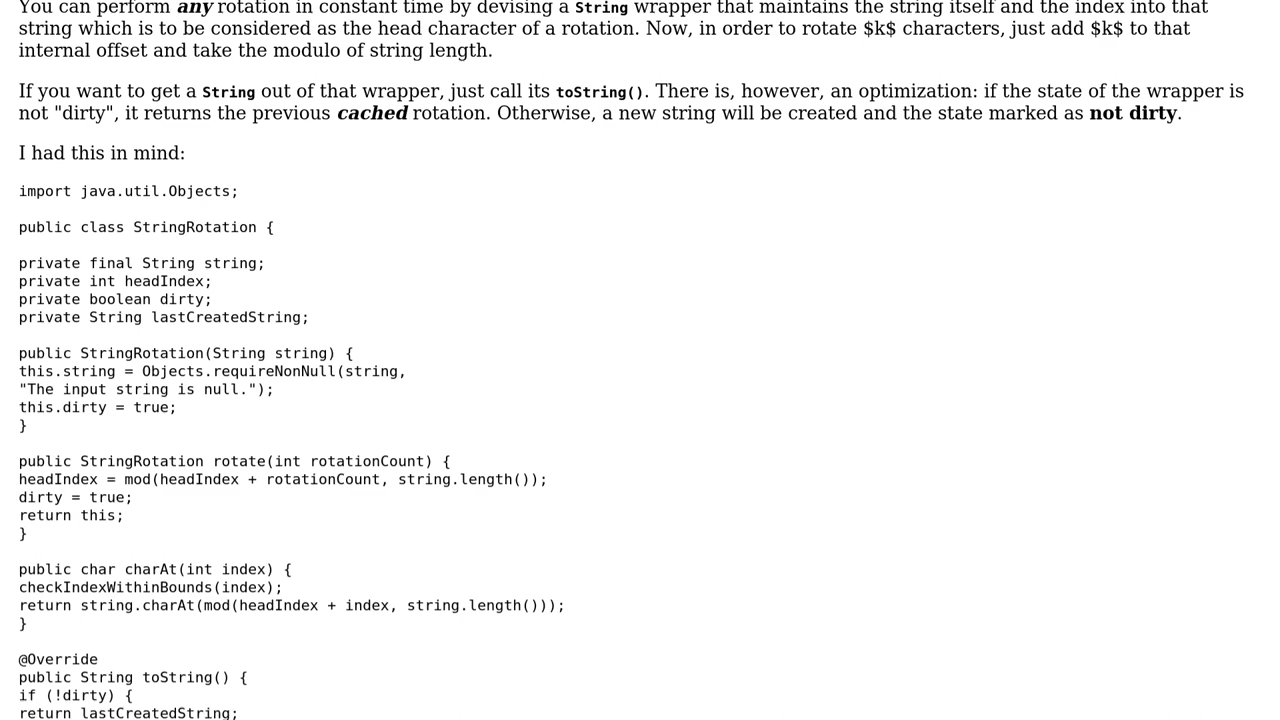 You can perform any rotation in constant time by devising a String wrapper that maintains the string itself and the index into that
string which is to be considered as the head character of a rotation. Now, in order to rotate $k$ characters, just add $k$ to that
internal offset and take the modulo of string length.
If you want to get a String out of that wrapper, just call its toString(). There is, however, an optimization: if the state of the wrapper is
not "dirty", it returns the previous cached rotation. Otherwise, a new string will be created and the state marked as not dirty.
I had this in mind:
import java.util.Objects;
public class StringRotation {
private final String string;
private int headIndex;
private boolean dirty;
private String lastCreatedString;
public StringRotation(String string) {
this.string = Objects.requireNonNull(string,
"The input string is null.");
this.dirty = true;
}
public StringRotation rotate(int rotationCount) {
headIndex = mod(headIndex + rotationCount, string.length());
dirty = true;
return this;
}
public char charAt(int index) {
checkIndexWithinBounds(index);
return string.charAt(mod(headIndex + index, string.length()));
}
@Override
public String toString() {
if (!dirty) {
return lastCreatedString;